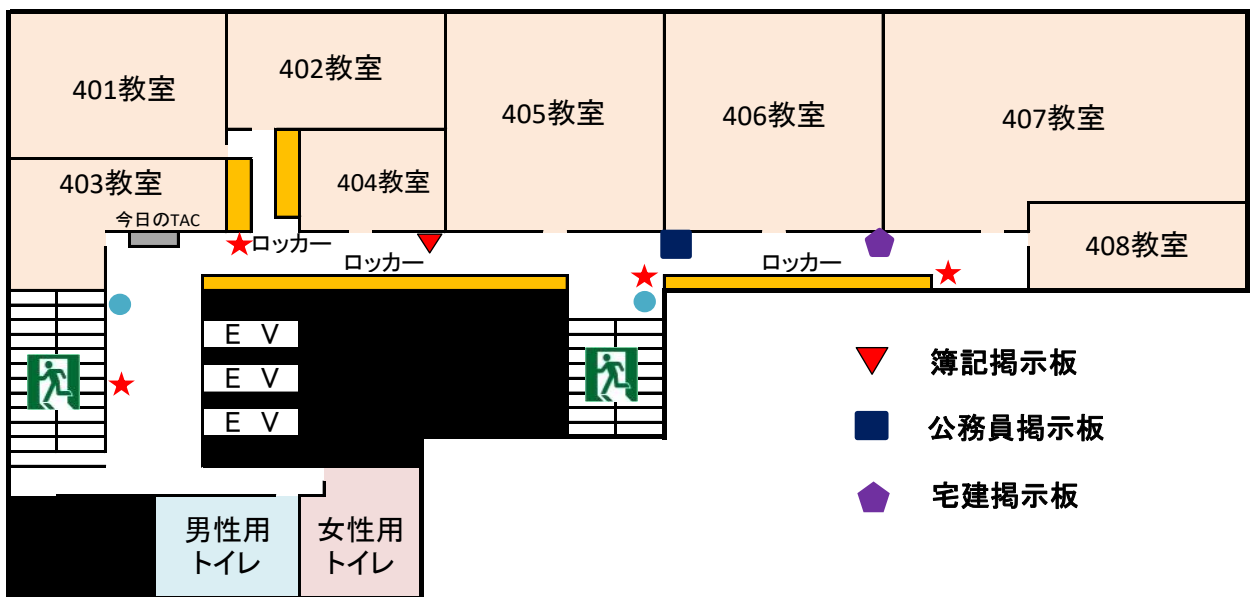 401教室
402教室
405教室
406教室
407教室
403教室
404教室
今日のTAC
408教室
ロッカー
ロッカー
ロッカー
E V
E V
E V
簿記掲示板
公務員掲示板
宅建掲示板
男性用
トイレ
女性用
トイレ